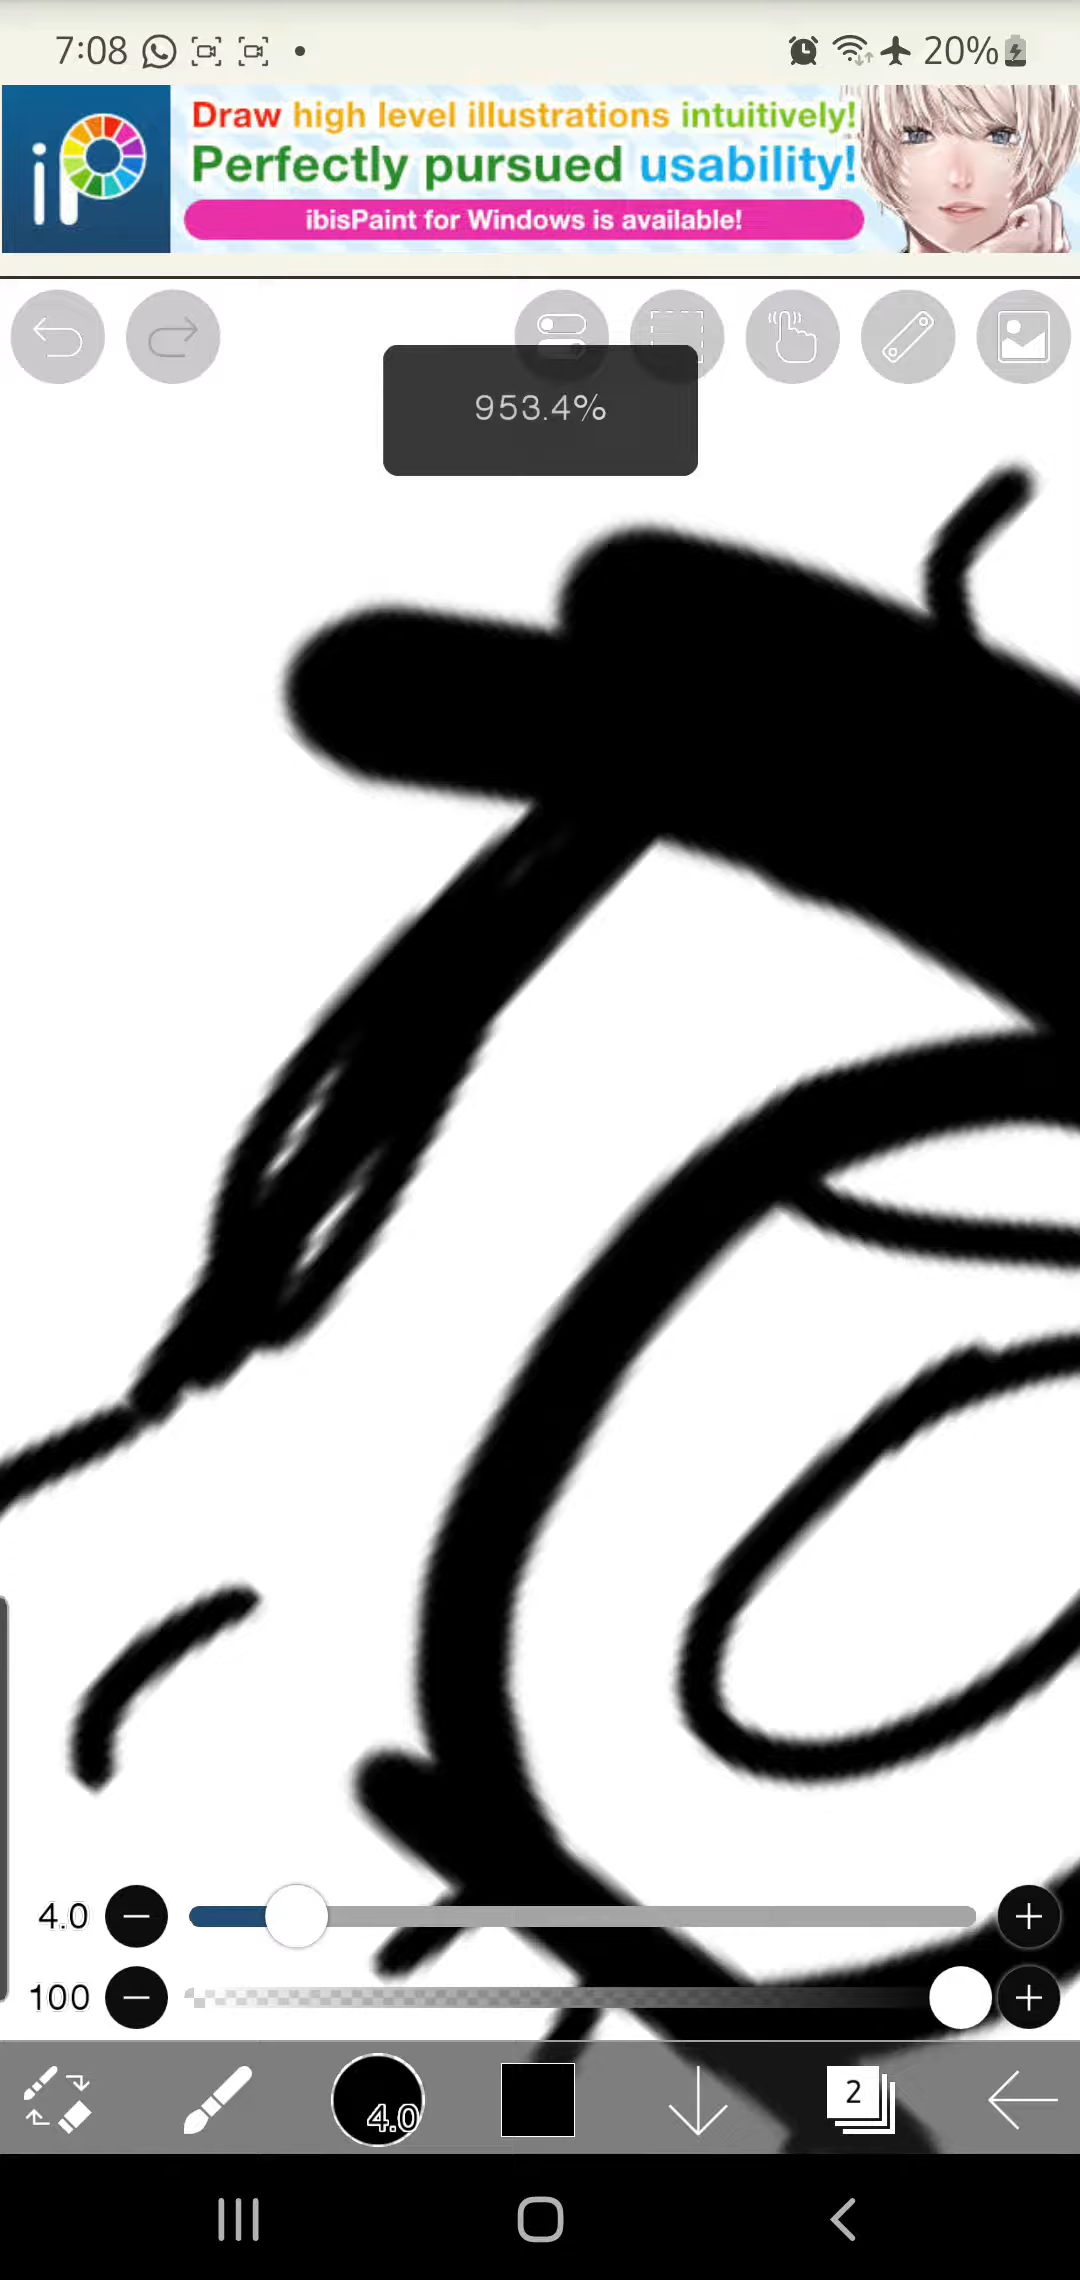 7:08 20%
iP
Draw high level illustrations intuitively!
Perfectly pursued usability!
ibisPaint for Windows is available!
953.4%
4.0
100
4.0
2